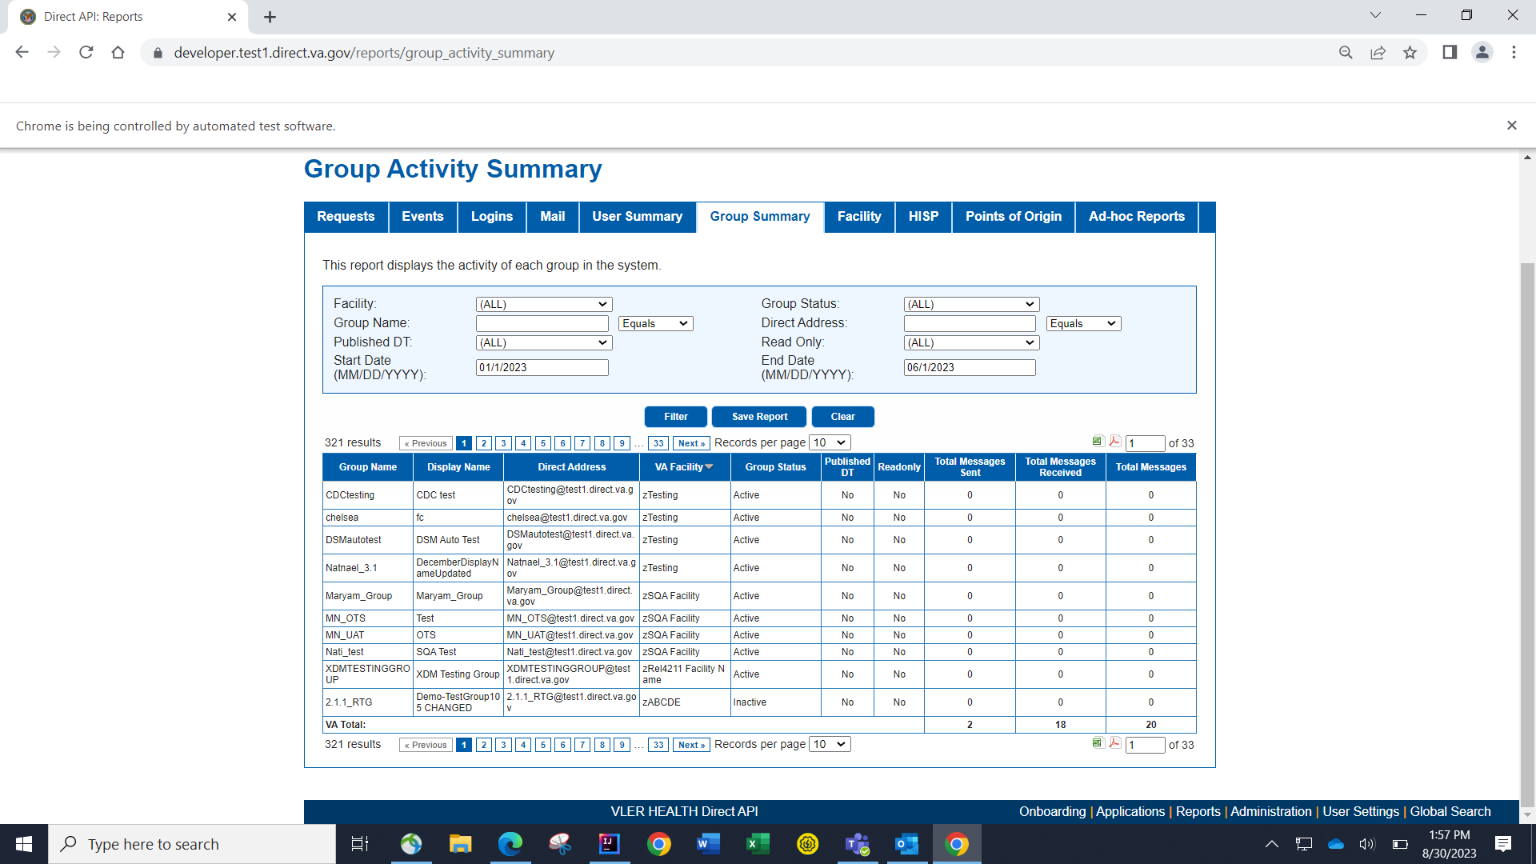 Direct API: Reports
developer.test1.direct.va.gov/reports/group_activity_summary
Chrome is being controlled by automated test software.
Group Activity Summary
Requests Events Logins Mail User Summary Group Summary Facility HISP Points of Origin Ad-hoc Reports
This report displays the activity of each group in the system.
Facility: (ALL) Group Status: (ALL)
Group Name: Equals Direct Address: Equals
Published DT: (ALL) Read Only: (ALL)
Start Date
(MM/DD/YYYY): 01/1/2023
End Date
(MM/DD/YYYY): 06/1/2023
Filter Save Report Clear
321 results « Previous 1 2 3 4 5 6 7 8 9 ... 33 Next » Records per page 10 1 of 33
Group Name Display Name Direct Address VA Facility Group Status Published DT Readonly Total Messages Sent Total Messages Received Total Messages
CDCtesting CDC test CDCtesting@test1.direct.va.gov zTesting Active No No 0 0 0
chelsea fc chelsea@test1.direct.va.gov zTesting Active No No 0 0 0
DSMautotest DSM Auto Test DSMautotest@test1.direct.va.gov zTesting Active No No 0 0 0
Natnael_3.1 DecemberDisplayNameUpdated Natnael_3.1@test1.direct.va.gov zTesting Active No No 0 0 0
Maryam_Group Maryam_Group Maryam_Group@test1.direct.va.gov zSQA Facility Active No No 0 0 0
MN_OTS Test MN_OTS@test1.direct.va.gov zSQA Facility Active No No 0 0 0
MN_UAT OTS MN_UAT@test1.direct.va.gov zSQA Facility Active No No 0 0 0
Nati_test SQA Test Nati_test@test1.direct.va.gov zSQA Facility Active No No 0 0 0
XDMTESTINGGROUP XDM Testing Group XDMTESTINGGROUP@test1.direct.va.gov zRel4211 Facility Name Active No No 0 0 0
2.1.1_RTG Demo-TestGroup105 CHANGED 2.1.1_RTG@test1.direct.va.gov zABCDE Inactive No No 0 0 0
VA Total: 2 18 20
321 results « Previous 1 2 3 4 5 6 7 8 9 ... 33 Next » Records per page 10 1 of 33
VLER HEALTH Direct API Onboarding | Applications | Reports | Administration | User Settings | Global Search
Type here to search
1:57 PM
8/30/2023